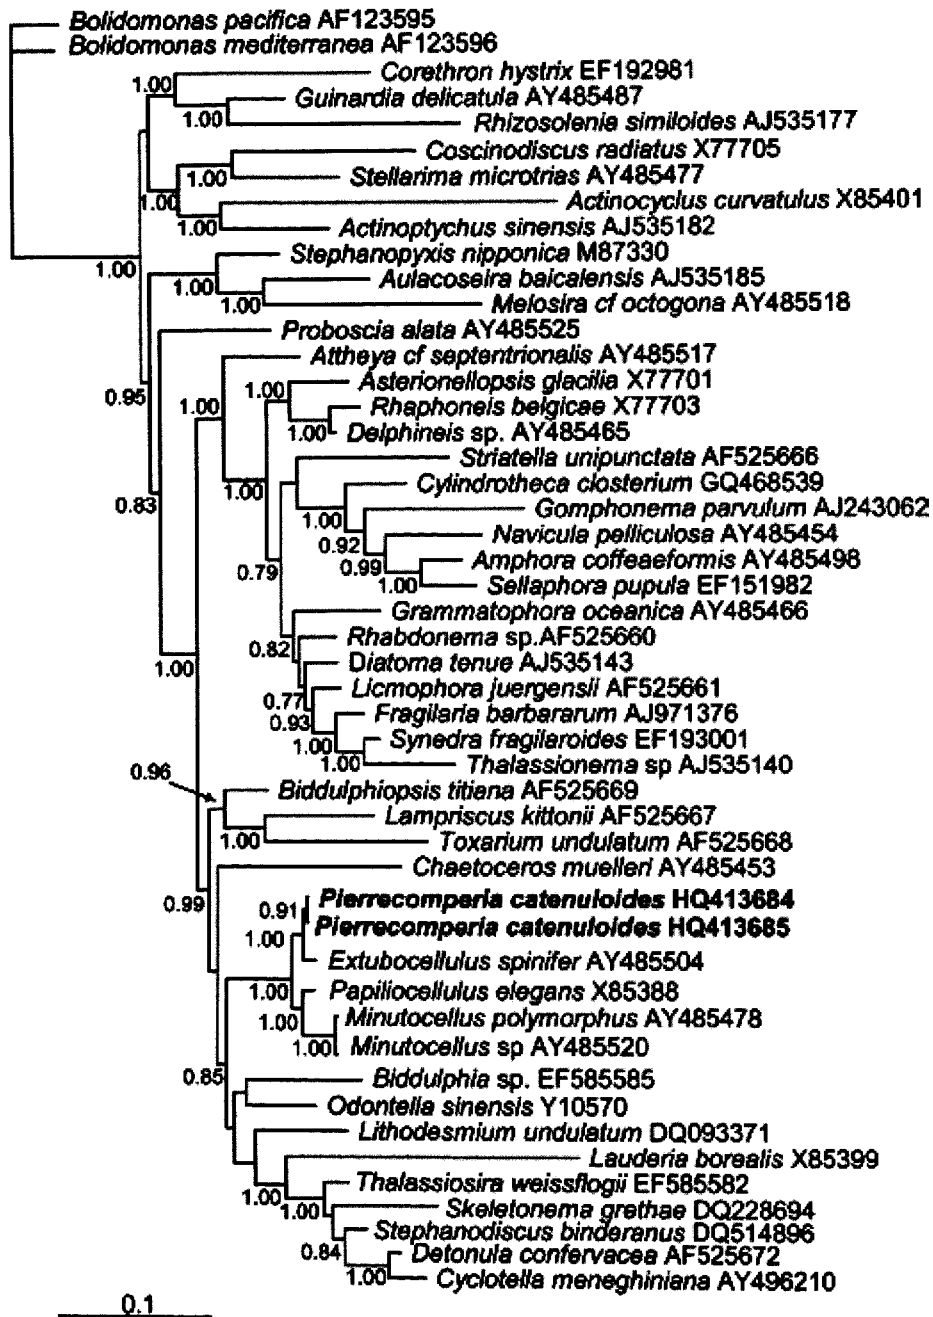 Bolidomonas pacifica AF123595
Bolidomonas mediterranea AF123596
Corethron hystrix EF192981
1.00
Guinardia delicatula AY485487
1.00
Rhizosolenia similoides AJ535177
Coscinodiscus radiatus X77705
1.00
Stellarima microtrias AY485477
1.00
Actinocyclus curvatulus X85401
1.00
Actinoptychus sinensis AJ535182
1.00
Stephanopyxis nipponica M87330
1.00
Aulacoseira baicalensis AJ535185
1.00
Melosira cf octogona AY485518
Proboscia alata AY485525
Attheya cf septentrionalis AY485517
0.95
1.00
1.00
Asterionellopsis glacilia X77701
Rhaphoneis belgicae X77703
1.00
Delphineis sp. AY485465
Striatella unipunctata AF525666
1.00
Cylindrotheca closterium GQ468539
0.83
1.00
Gomphonema parvulum AJ243062
Navicula pelliculosa AY485454
0.92
Amphora coffeaeformis AY485498
0.99
0.79
1.00
Sellaphora pupula EF151982
Grammatophora oceanica AY485466
Rhabdonema sp.AF525660
0.82
1.00
Diatoma tenue AJ535143
Licmophora juergensii AF525661
0.77
Fragilaria barbararum AJ971376
0.93
Synedra fragilaroides EF193001
1.00
1.00
Thalassionema sp AJ535140
0.96
Biddulphiopsis titiana AF525669
Lampriscus kittonii AF525667
1.00
Toxarium undulatum AF525668
Chaetoceros muelleri AY485453
0.99
Pierrecomperia catenuloides HQ413684
0.91
Pierrecomperia catenuloides HQ413685
1.00
Extubocellulus spinifer AY485504
1.00
Papiliocellulus elegans X85388
1.00
Minutocellus polymorphus AY485478
1.00
Minutocellus sp AY485520
0.85
Biddulphia sp. EF585585
Odontella sinensis Y10570
Lithodesmium undulatum DQ093371
Lauderia borealis X85399
1.00
Thalassiosira weissflogii EF585582
1.00
Skeletonema grethae DQ228694
Stephanodiscus binderanus DQ514896
0.84
Detonula confervacea AF525672
1.00
Cyclotella meneghiniana AY496210
0.1